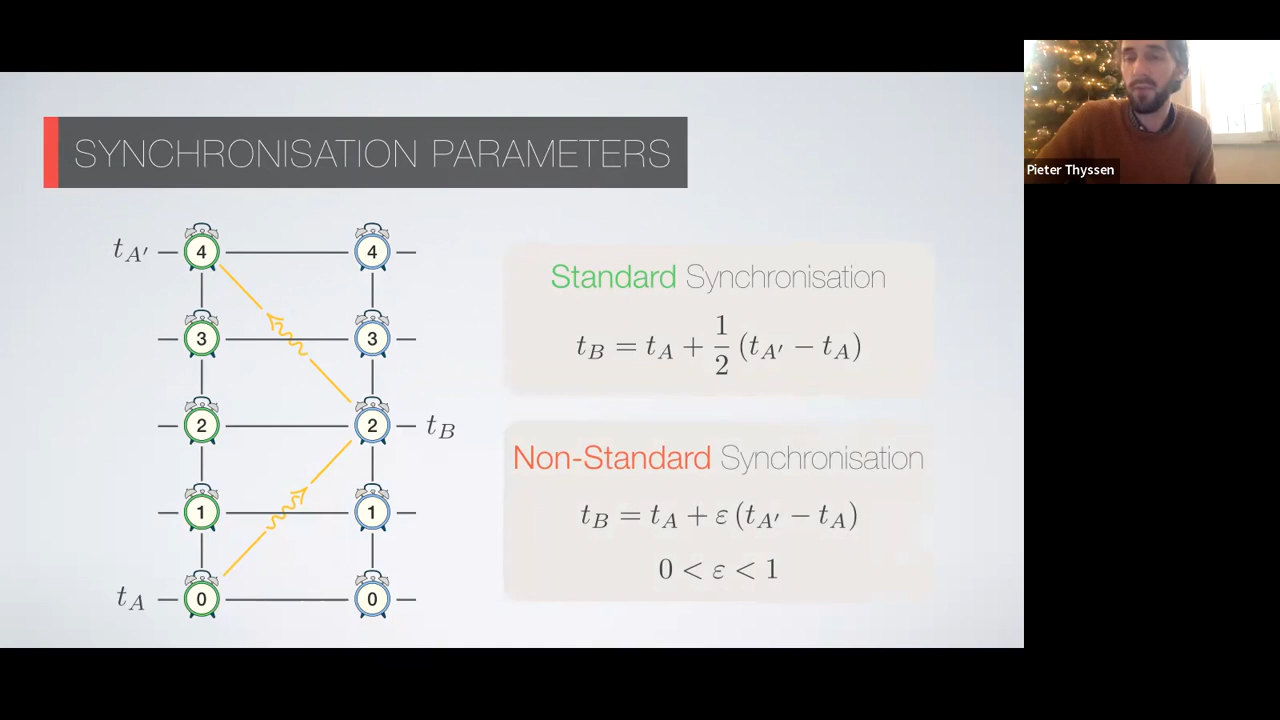 SYNCHRONISATION PARAMETERS
t_{A'} 4 4
3 3
2 2 t_B
1 1
t_A 0 0
Standard Synchronisation
t_B = t_A + \frac{1}{2} (t_{A'} − t_A)
Non-Standard Synchronisation
t_B = t_A + ε (t_{A'} − t_A)
0 < ε < 1
Pieter Thyssen